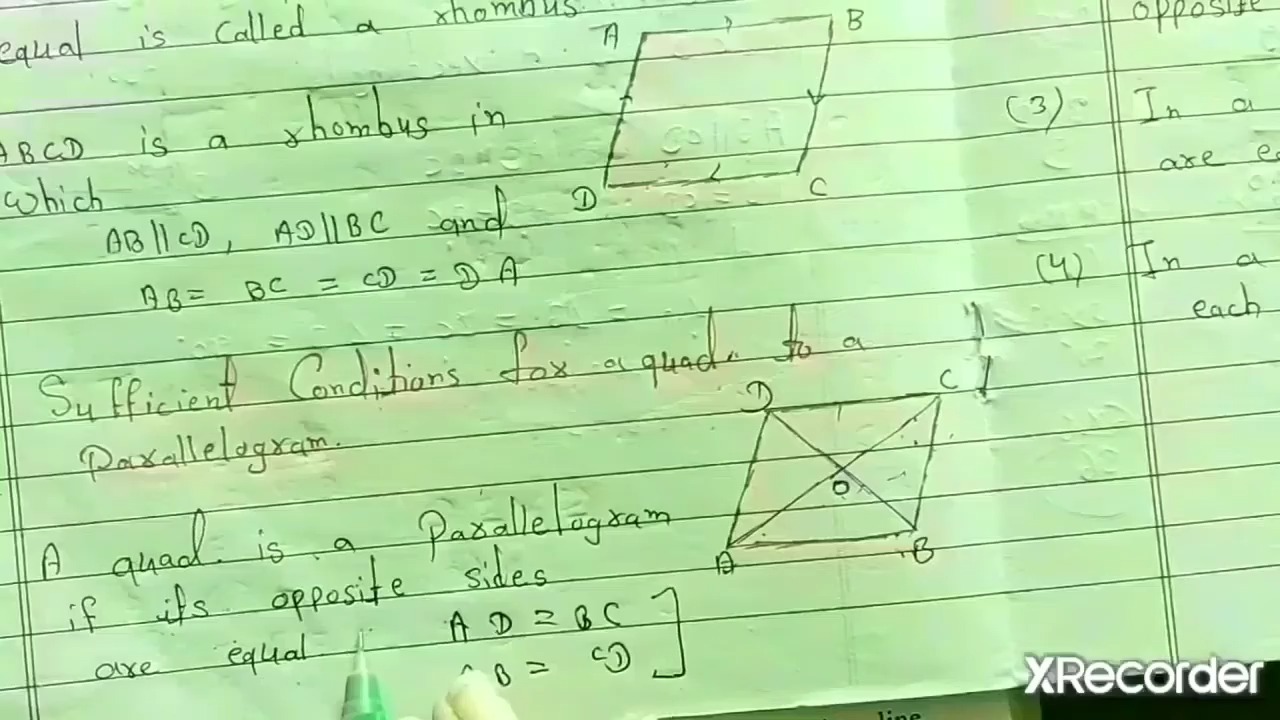 equal is called a rhombus
A B
ABCD is a rhombus in
which
D C
AB||CD, AD||BC and
AB = BC = CD = DA
Sufficient Conditions for a quad. to a
Parallelogram.
D C
O
A B
A quad. is a Parallelogram
if its opposite sides
are equal AD = BC
B = CD
opposite
(3) In a
are
(4) In a
each
XRecorder
line